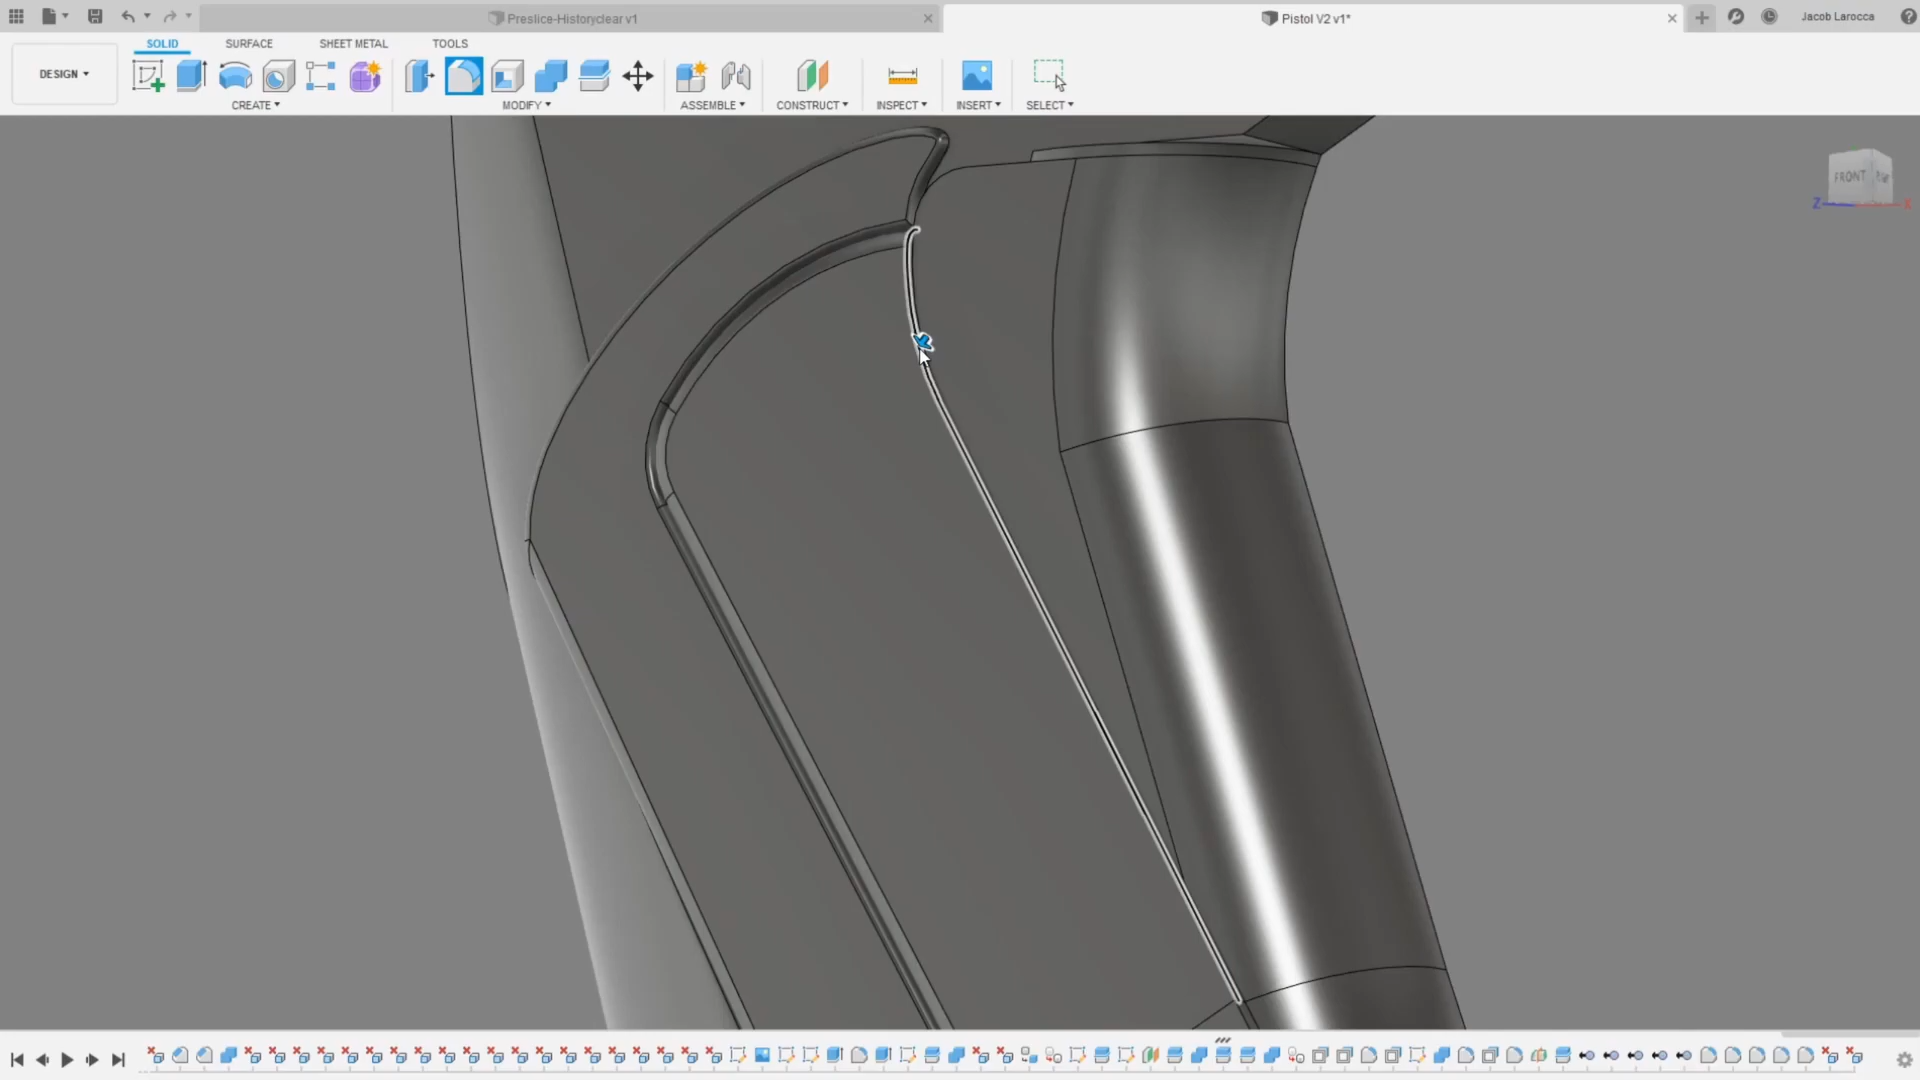 Preslice-Historyclear v1
Pistol V2 v1*
Jacob Larocca
SOLID
SURFACE
SHEET METAL
TOOLS
DESIGN
CREATE
MODIFY
ASSEMBLE
CONSTRUCT
INSPECT
INSERT
SELECT
FRONT
Z
X